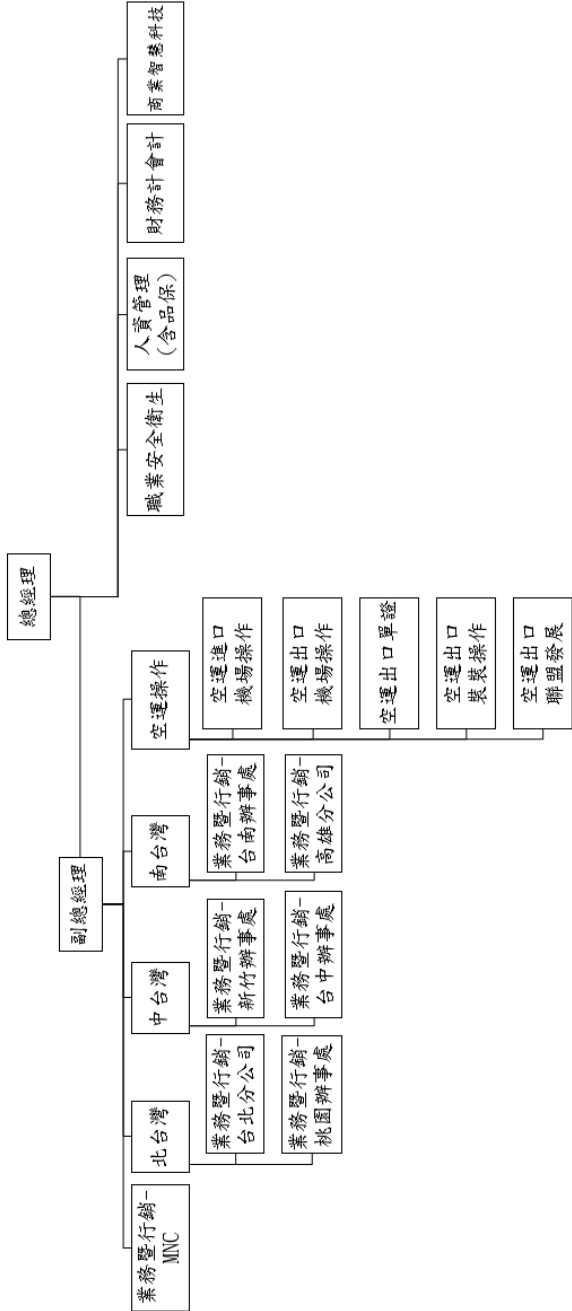 總經理
副總經理
業務暨行銷-
MNC
北台灣
業務暨行銷-
台北分公司
業務暨行銷-
桃園辦事處
中台灣
業務暨行銷-
新竹辦事處
業務暨行銷-
台中辦事處
南台灣
業務暨行銷-
台南辦事處
業務暨行銷-
高雄分公司
空運操作
空運進口
機場操作
空運出口
機場操作
空運出口單證
空運出口
裝裝操作
空運出口
聯盟發展
職業安全衛生
人資管理
(含品保)
財務計會計
商業智慧科技